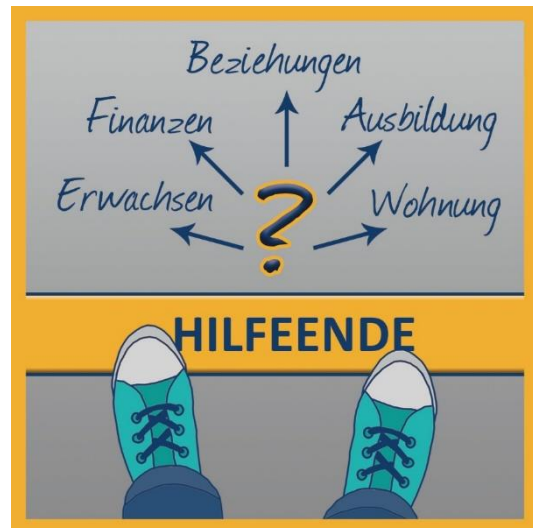 Beziehungen
Finanzen
Ausbildung
Erwachsen
?
Wohnung
HILFEENDE